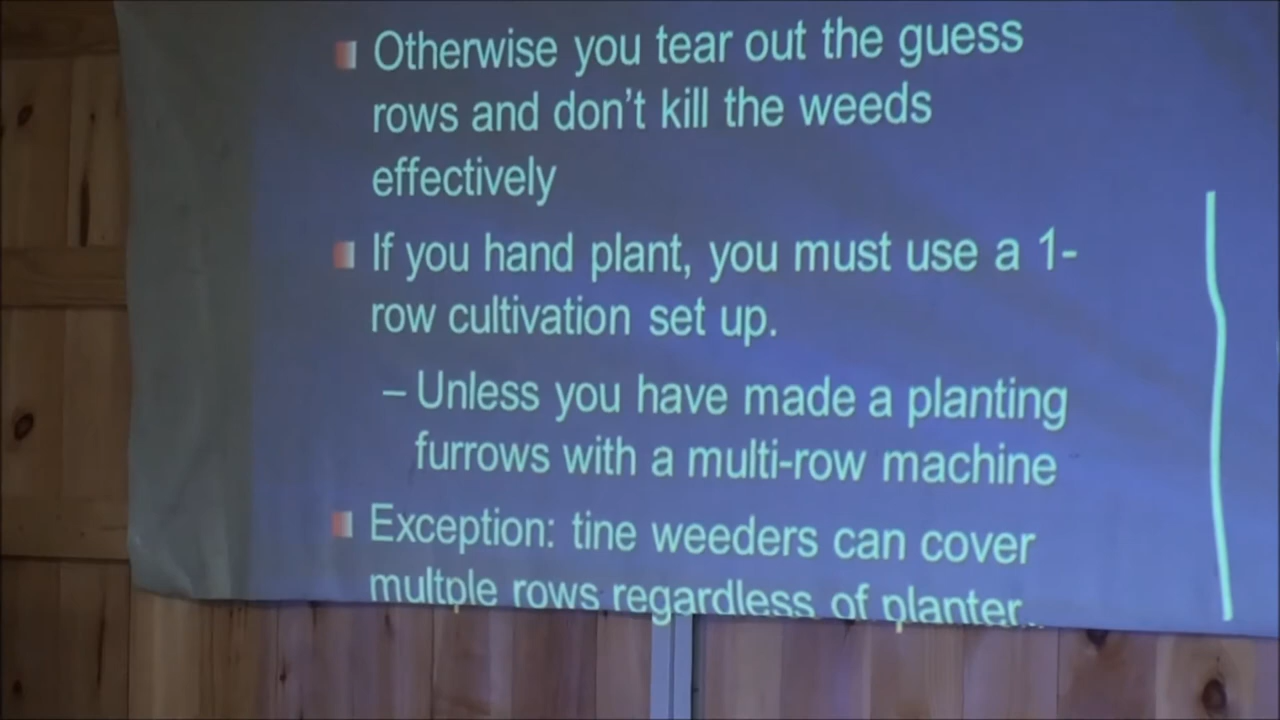 Otherwise you tear out the guess
rows and don't kill the weeds
effectively
If you hand plant, you must use a 1-
row cultivation set up.
– Unless you have made a planting
furrows with a multi-row machine
Exception: tine weeders can cover
multple rows regardless of planter.